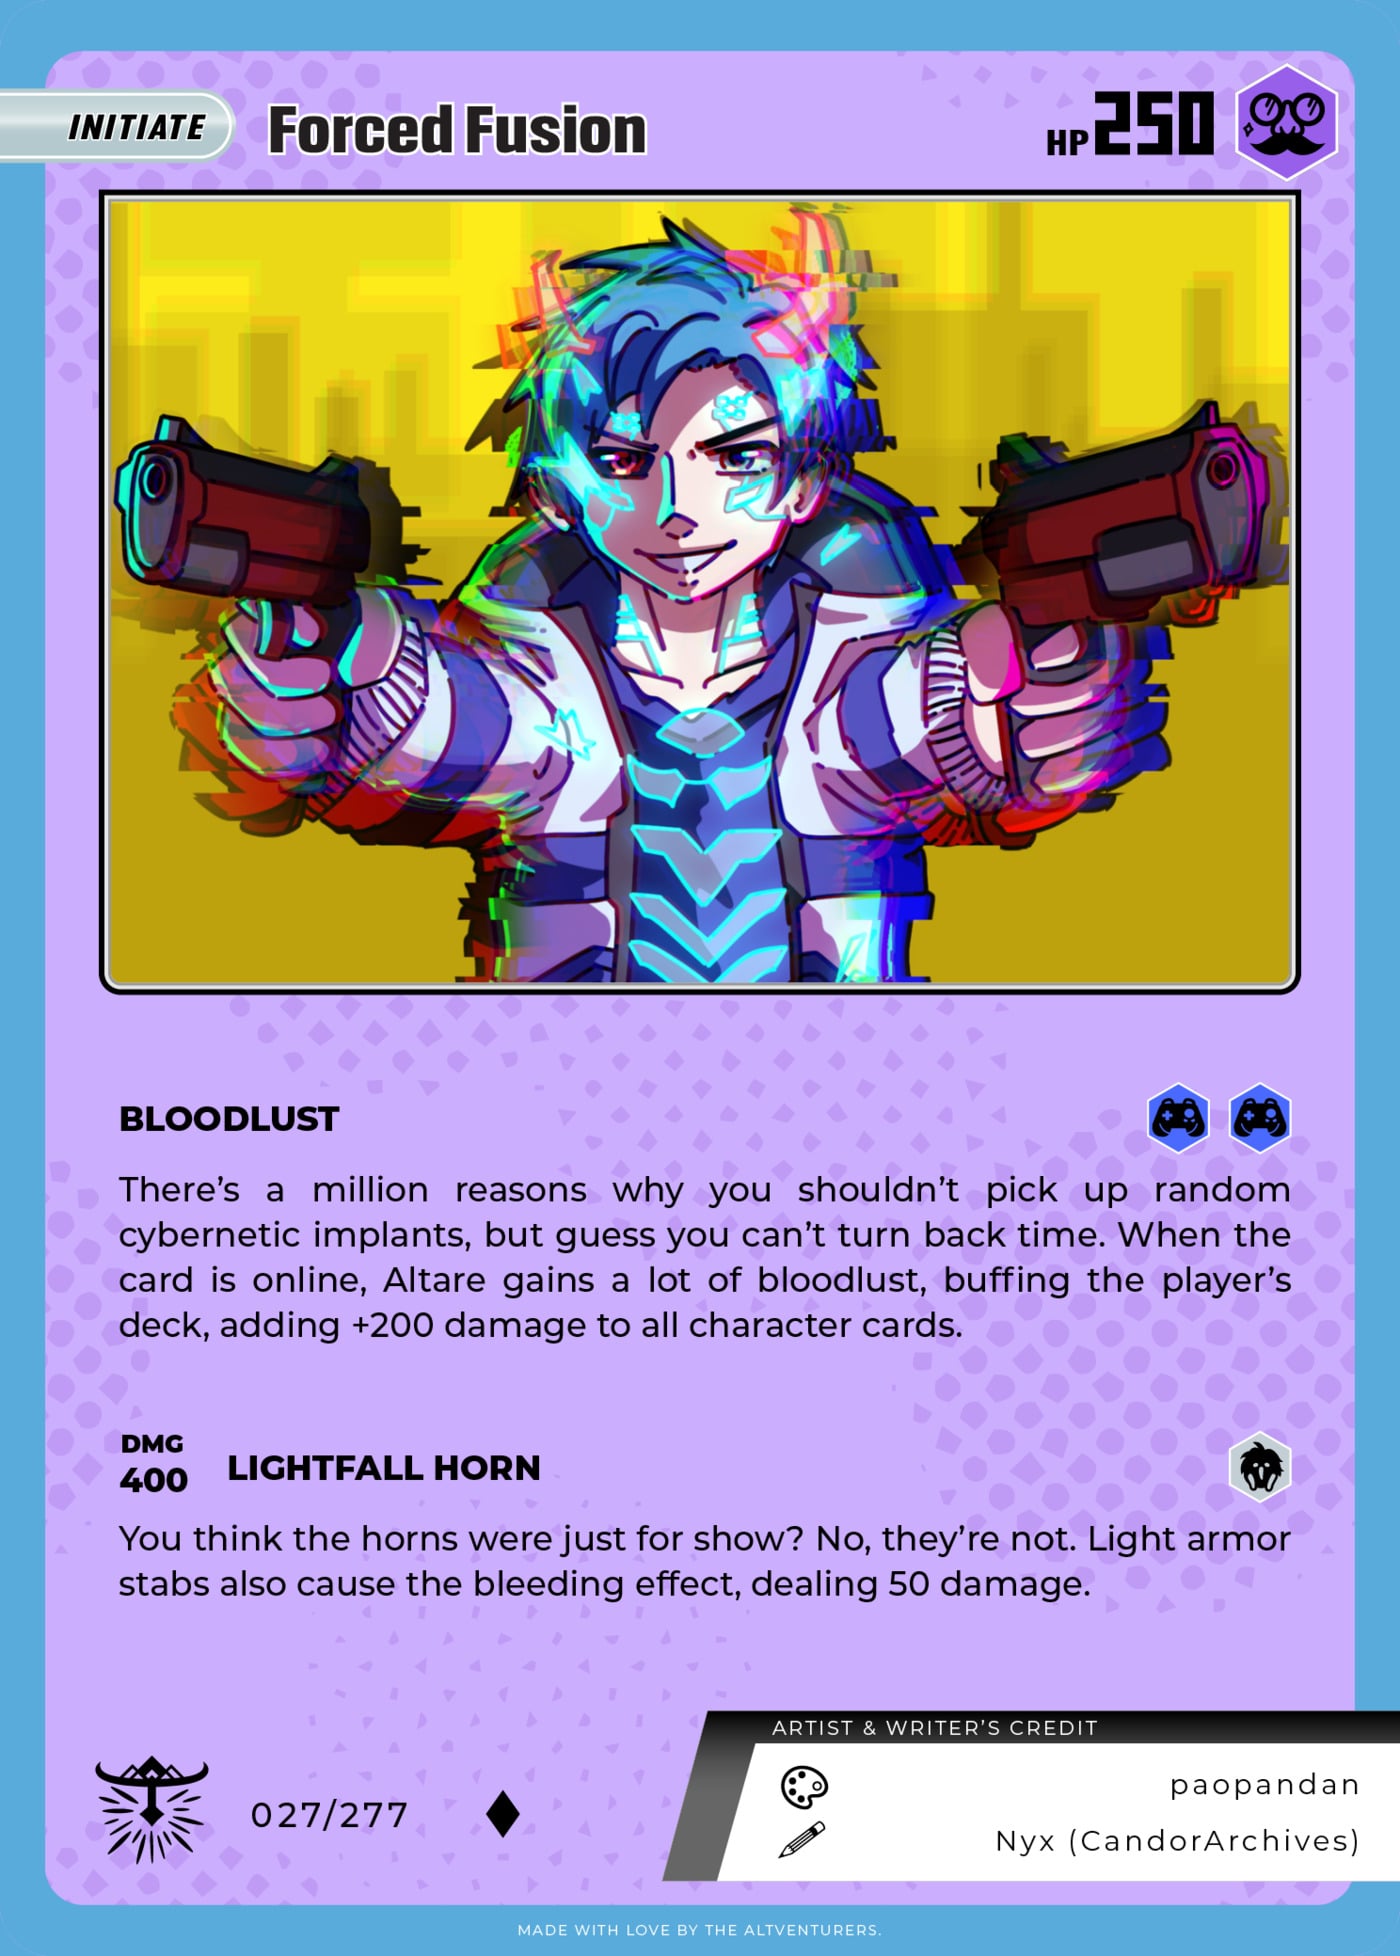 INITIATE
Forced Fusion
HP 250
BLOODLUST
There's a million reasons why you shouldn't pick up random
cybernetic implants, but guess you can't turn back time. When the
card is online, Altare gains a lot of bloodlust, buffing the player's
deck, adding +200 damage to all character cards.
DMG
400
LIGHTFALL HORN
You think the horns were just for show? No, they're not. Light armor
stabs also cause the bleeding effect, dealing 50 damage.
ARTIST & WRITER'S CREDIT
paopandan
Nyx (CandorArchives)
027/277
MADE WITH LOVE BY THE ALTVENTURERS.